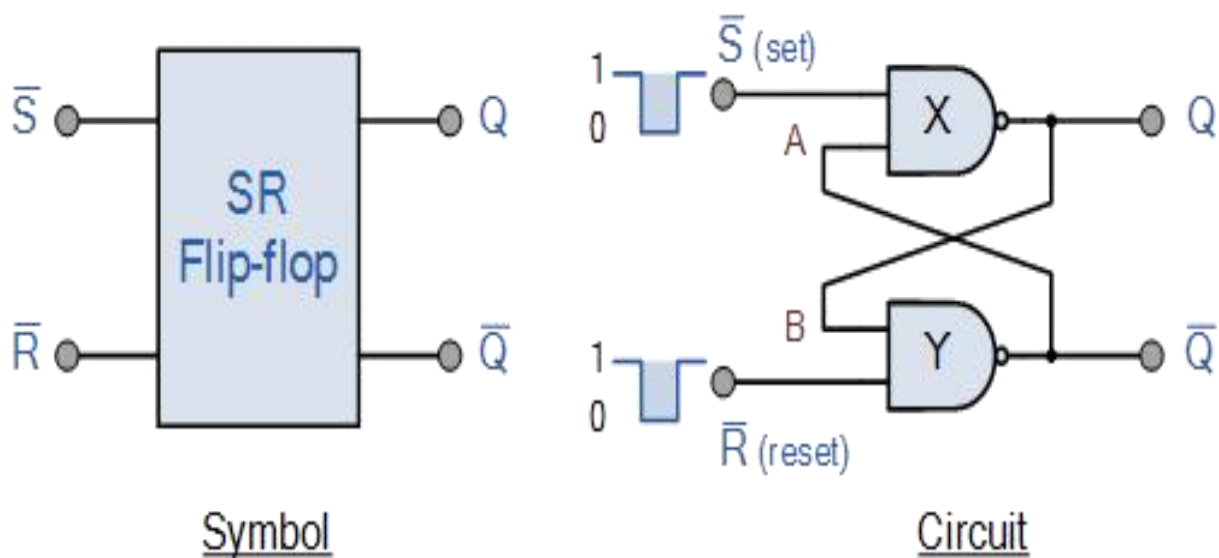 S̅
Q
SR
Flip-flop
R̅
Q̅
Symbol
S̅ (set)
1
0
A
X
Q
B
Y
1
0
R̅ (reset)
Q̅
Circuit